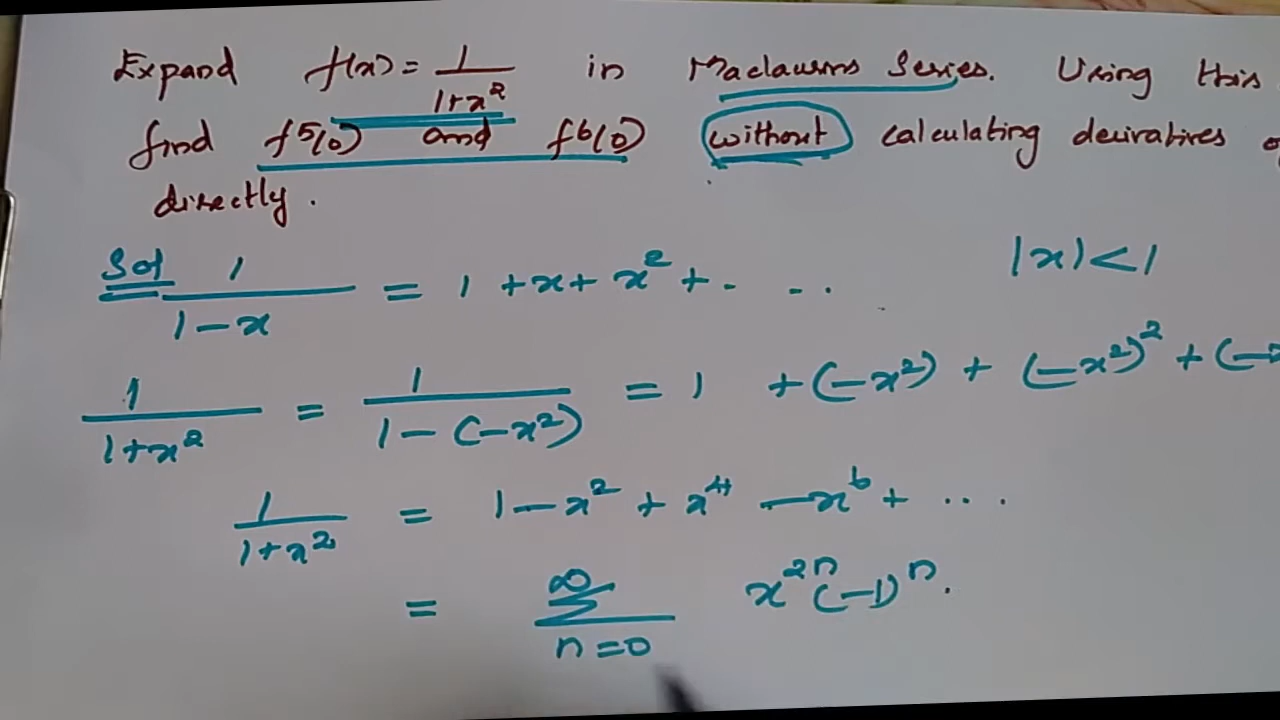 Expand f(x) = 1/(1+x²) in Maclaurins Series. Using this
find f⁵(0) and f⁶(0) without calculating derivatives
directly.
Sol 1/(1-x) = 1 + x + x² + - - .. |x| < 1
1/(1+x²) = 1/(1-(-x²)) = 1 + (-x²) + (-x²)² + (-
1/(1+x²) = 1 - x² + x⁴ - x⁶ + ....
= ∑_{n=0}^{∞} x²ⁿ (-1)ⁿ.